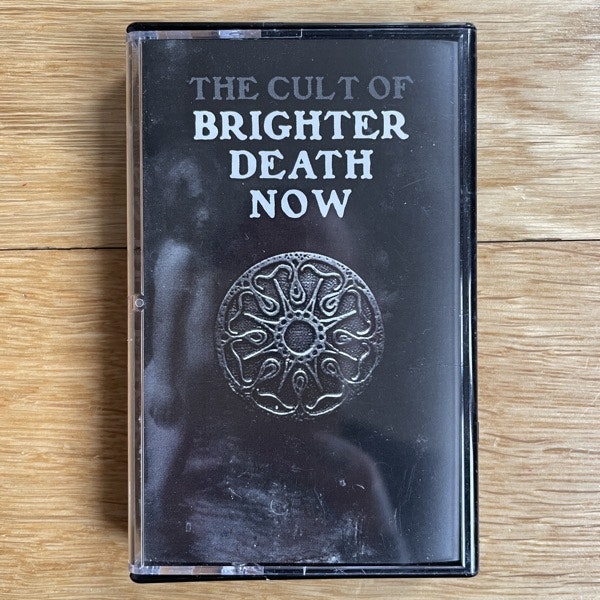 THE CULT OF
BRIGHTER
DEATH
NOW